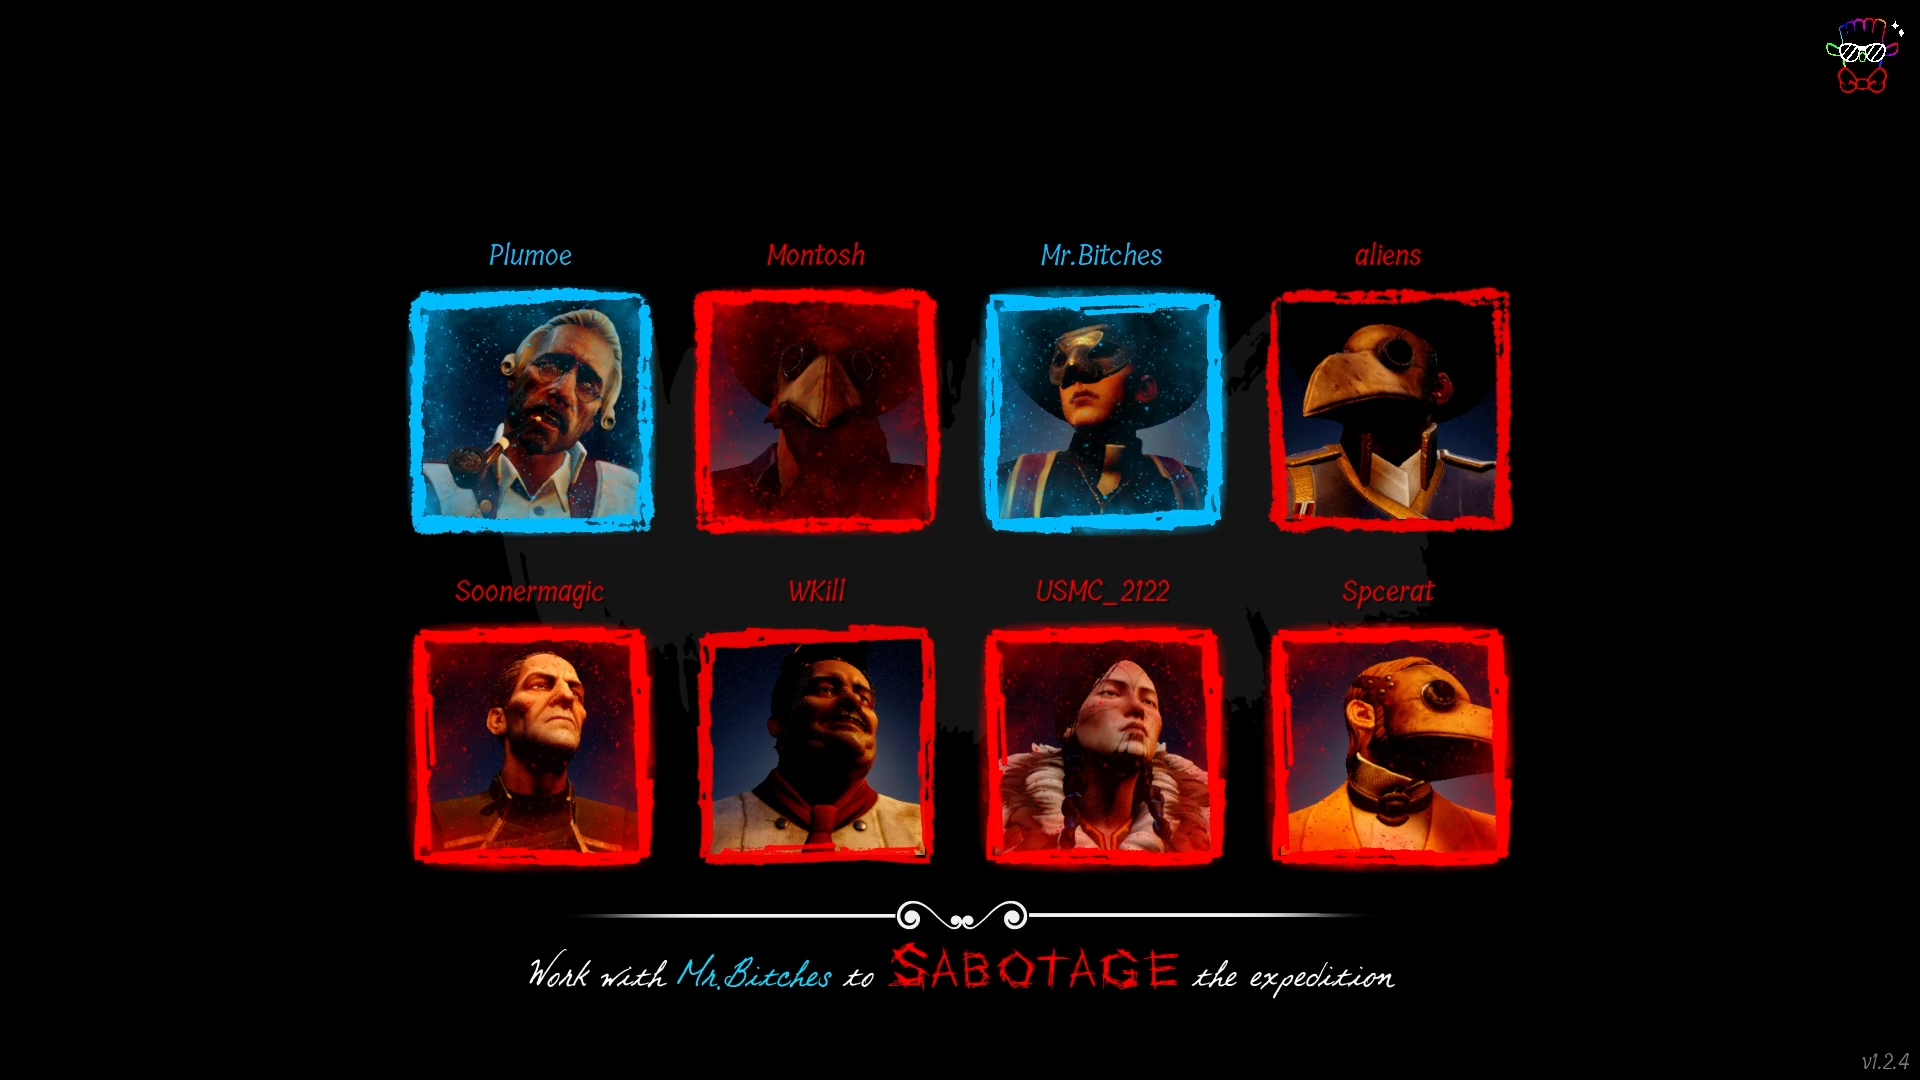 Plumoe Montosh Mr.Bitches aliens
Soonermagic WKill USMC_2122 Spcerat
Work with Mr.Bitches to SABOTAGE the expedition
v1.2.4